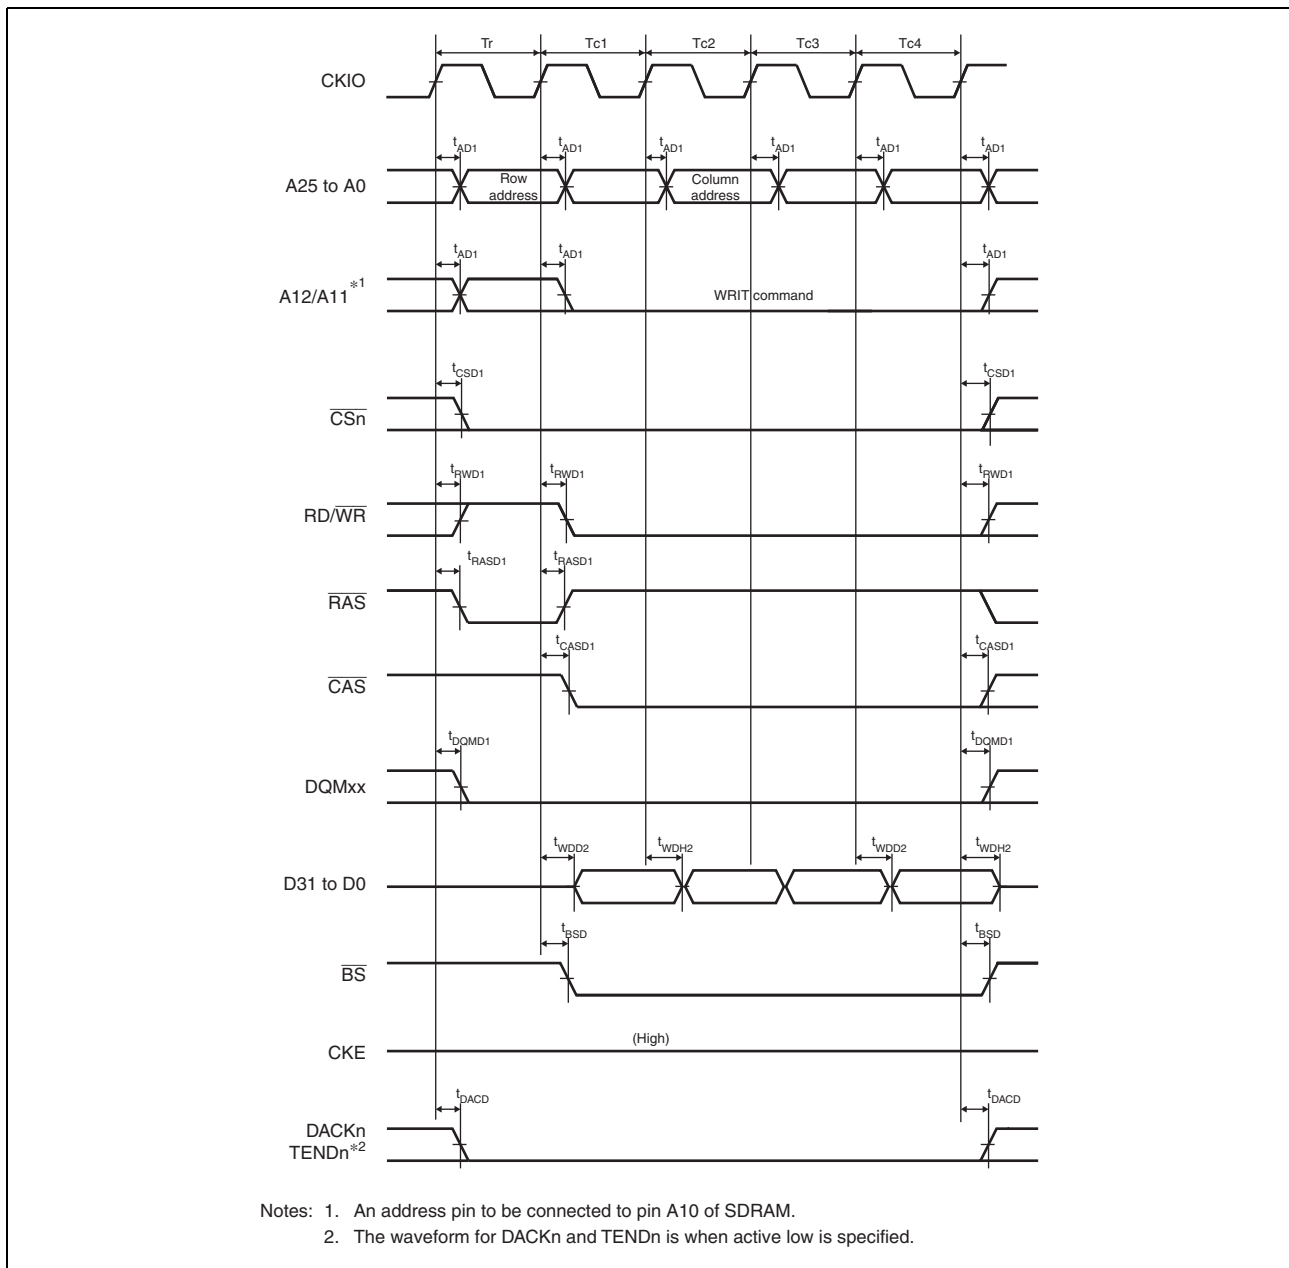 Tr Tc1 Tc2 Tc3 Tc4
CKIO
tAD1 tAD1 tAD1 tAD1 tAD1 tAD1
A25 to A0
Row address
Column address
tAD1 tAD1 tAD1
A12/A11*1
WRIT command
tCSD1 tCSD1
CSn
tRWD1 tRWD1 tRWD1
RD/WR
tRASD1 tRASD1
RAS
tCASD1 tCASD1
CAS
tDQMD1 tDQMD1
DQMxx
tWDD2 tWDH2 tWDD2 tWDH2
D31 to D0
tBSD tBSD
BS
(High)
CKE
tDACD tDACD
DACKn
TENDn*2
Notes: 1. An address pin to be connected to pin A10 of SDRAM.
2. The waveform for DACKn and TENDn is when active low is specified.